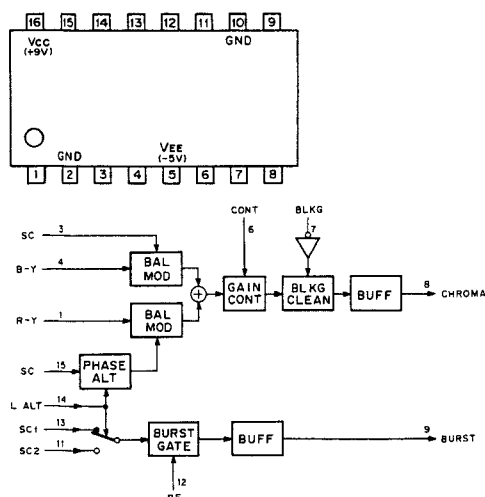 16 15 14 13 12 11 10 9
VCC GND
(+9V)
VEE
GND (-5V)
1 2 3 4 5 6 7 8
CONT BLKG
SC 3 6 7
B-Y 4 BAL MOD
GAIN CONT BLKG CLEAN BUFF 8 CHROMA
R-Y 1 BAL MOD
SC 15 PHASE ALT
L ALT 14
SC1 13 BURST GATE BUFF 9 BURST
SC2 11
12